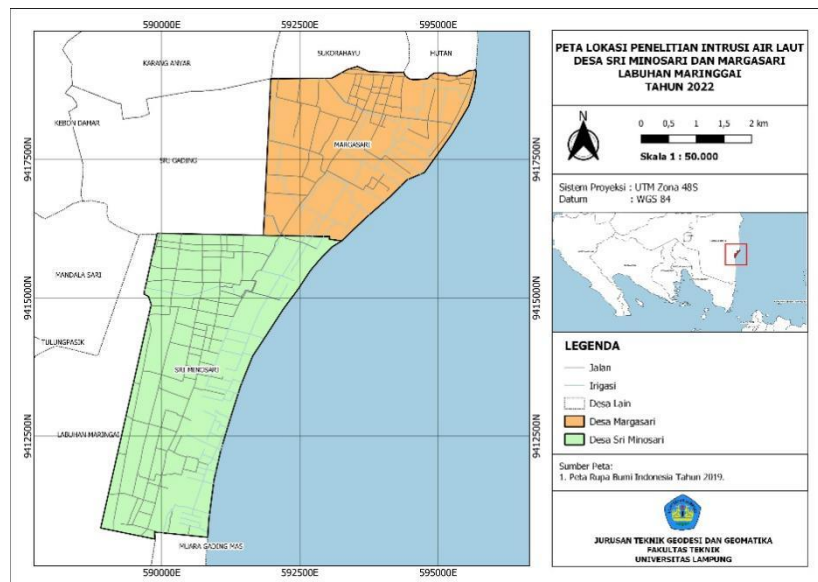 590000E 592500E 595000E
SUKORAHAYU
HUTAN
KARANG ANYAR
KEBON DAMAR
MARGASARI
SRI GADING
9417500N
9417500N
MANDALA SARI
9415000N
9415000N
TULUNGPASIK
SRI MINOSARI
LABUHAN MARINGGAI
9412500N
9412500N
MUARA GADING MAS
590000E 592500E 595000E
PETA LOKASI PENELITIAN INTRUSI AIR LAUT
DESA SRI MINOSARI DAN MARGASARI
LABUHAN MARINGGAI
TAHUN 2022
N
0 0,5 1 1,5 2 km
Skala 1 : 50.000
Sistem Proyeksi : UTM Zona 48S
Datum : WGS 84
LEGENDA
Jalan
Irigasi
Desa Lain
Desa Margasari
Desa Sri Minosari
Sumber Peta:
1. Peta Rupa Bumi Indonesia Tahun 2019.
JURUSAN TEKNIK GEODESI DAN GEOMATIKA
FAKULTAS TEKNIK
UNIVERSITAS LAMPUNG